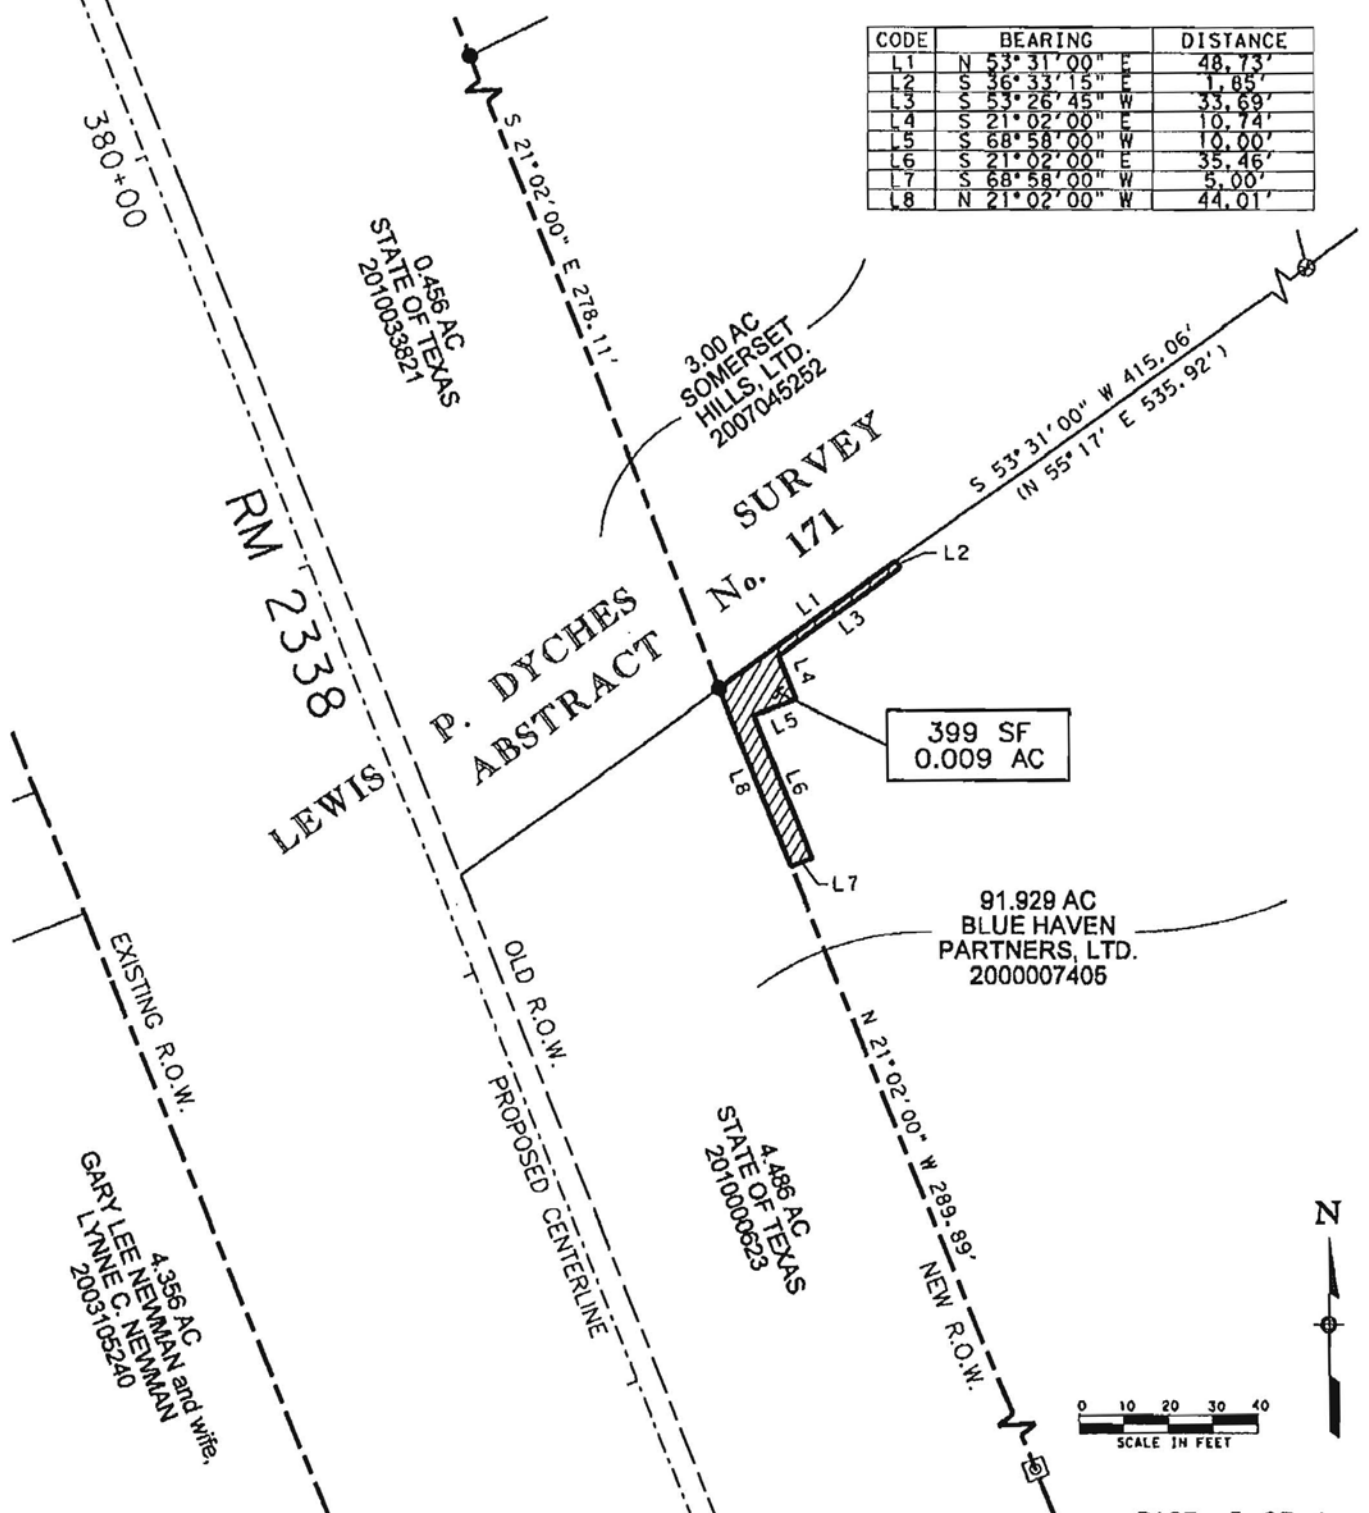 CODE BEARING DISTANCE
L1 N 53°31'00" E 48.73'
L2 S 36°33'15" E 1.85'
L3 S 53°26'45" W 33.69'
L4 S 21°02'00" E 10.74'
L5 S 68°58'00" W 10.00'
L6 S 21°02'00" E 35.46'
L7 S 68°58'00" W 5.00'
L8 N 21°02'00" W 44.01'
380+00
S 21°02'00" E 278.11'
0.456 AC
STATE OF TEXAS
2010033821
3.00 AC
SOMERSET
HILLS, LTD.
2007045252
S 53°31'00" W 415.06'
(N 55°17' E 535.92')
RM 2338
LEWIS P. DYCHES SURVEY
ABSTRACT No. 171
L1
L2
L3
L4
L5
L6
L7
L8
399 SF
0.009 AC
91.929 AC
BLUE HAVEN
PARTNERS, LTD.
2000007405
EXISTING R.O.W.
OLD R.O.W.
PROPOSED CENTERLINE
N 21°02'00" W 289.89'
NEW R.O.W.
4.486 AC
STATE OF TEXAS
2010000623
4.356 AC
GARY LEE NEWMAN and wife,
LYNNE C. NEWMAN
2003105240
N
0 10 20 30 40
SCALE IN FEET